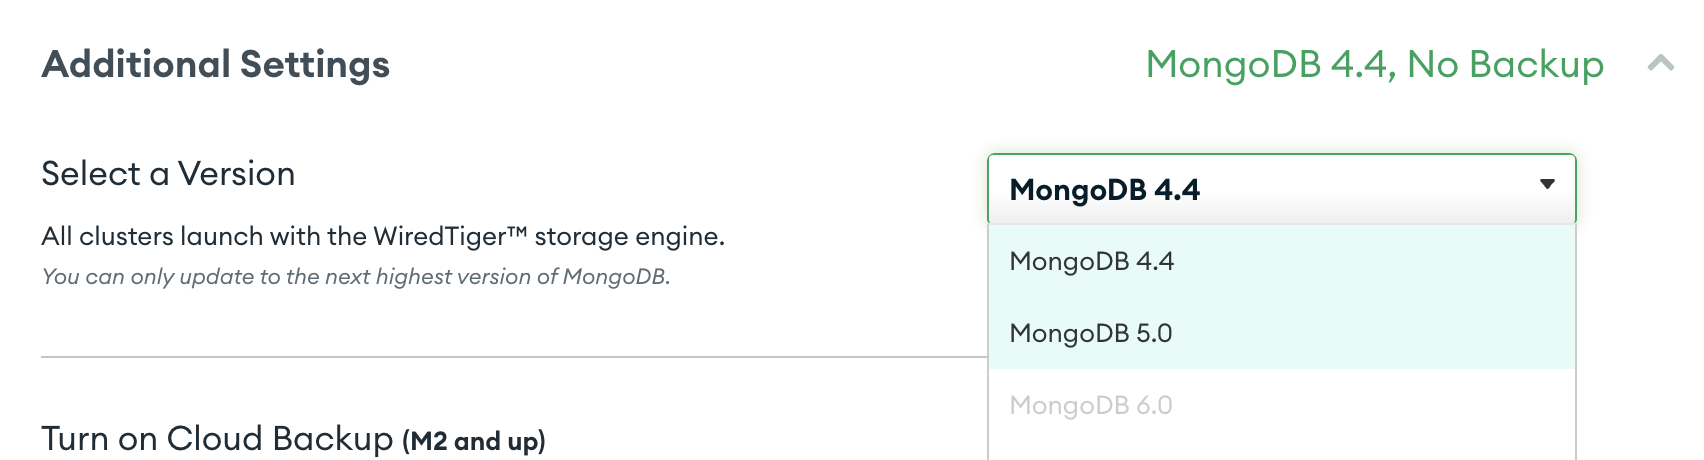 Additional Settings
MongoDB 4.4, No Backup
Select a Version
All clusters launch with the WiredTiger™ storage engine.
You can only update to the next highest version of MongoDB.
MongoDB 4.4
MongoDB 4.4
MongoDB 5.0
MongoDB 6.0
Turn on Cloud Backup (M2 and up)